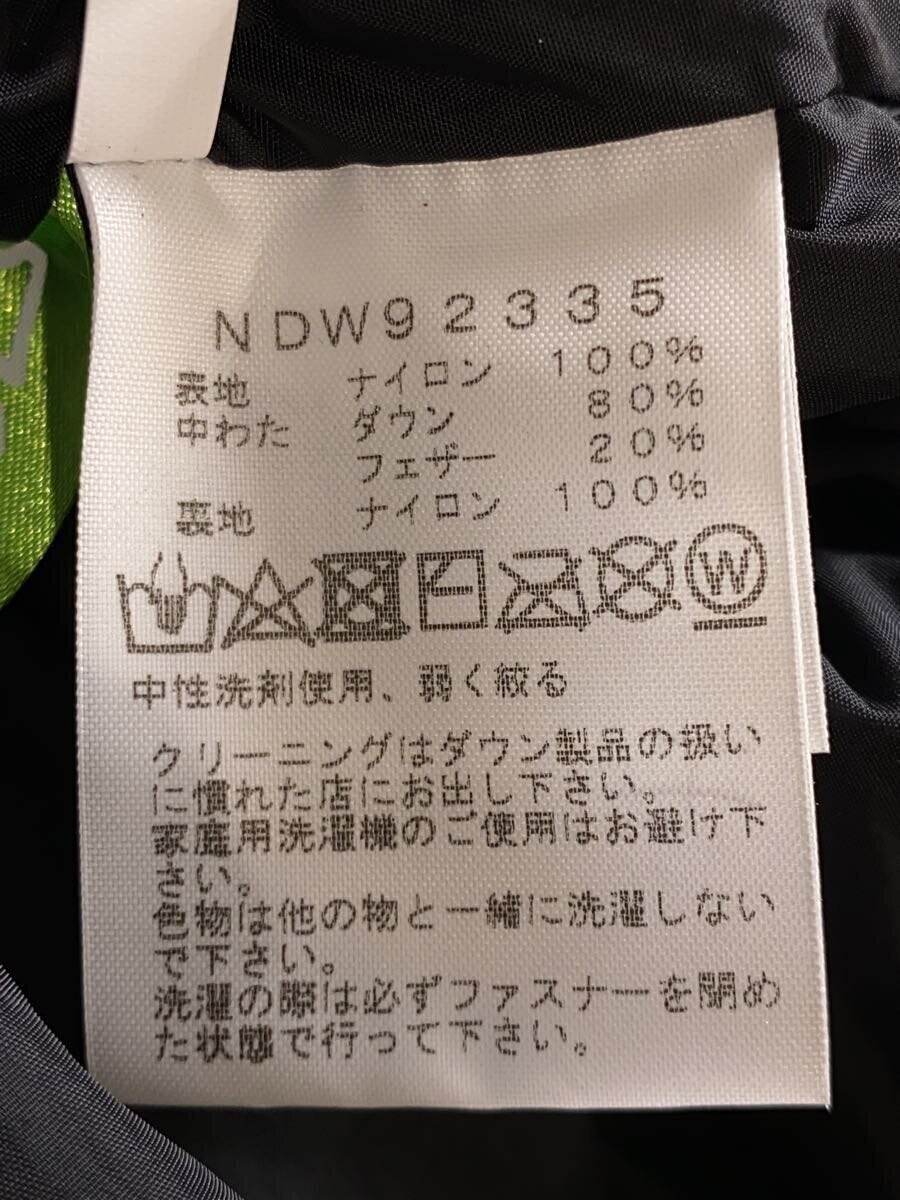 NDW92335
表地 ナイロン 100%
中わた ダウン 80%
フェザー 20%
裏地 ナイロン 100%
W
中性洗剤使用、弱く絞る
クリーニングはダウン製品の扱い
に慣れた店にお出し下さい。
家庭用洗濯機のご使用はお避け下
さい。
色物は他の物と一緒に洗濯しない
で下さい。
洗濯の際は必ずファスナーを閉め
た状態で行って下さい。